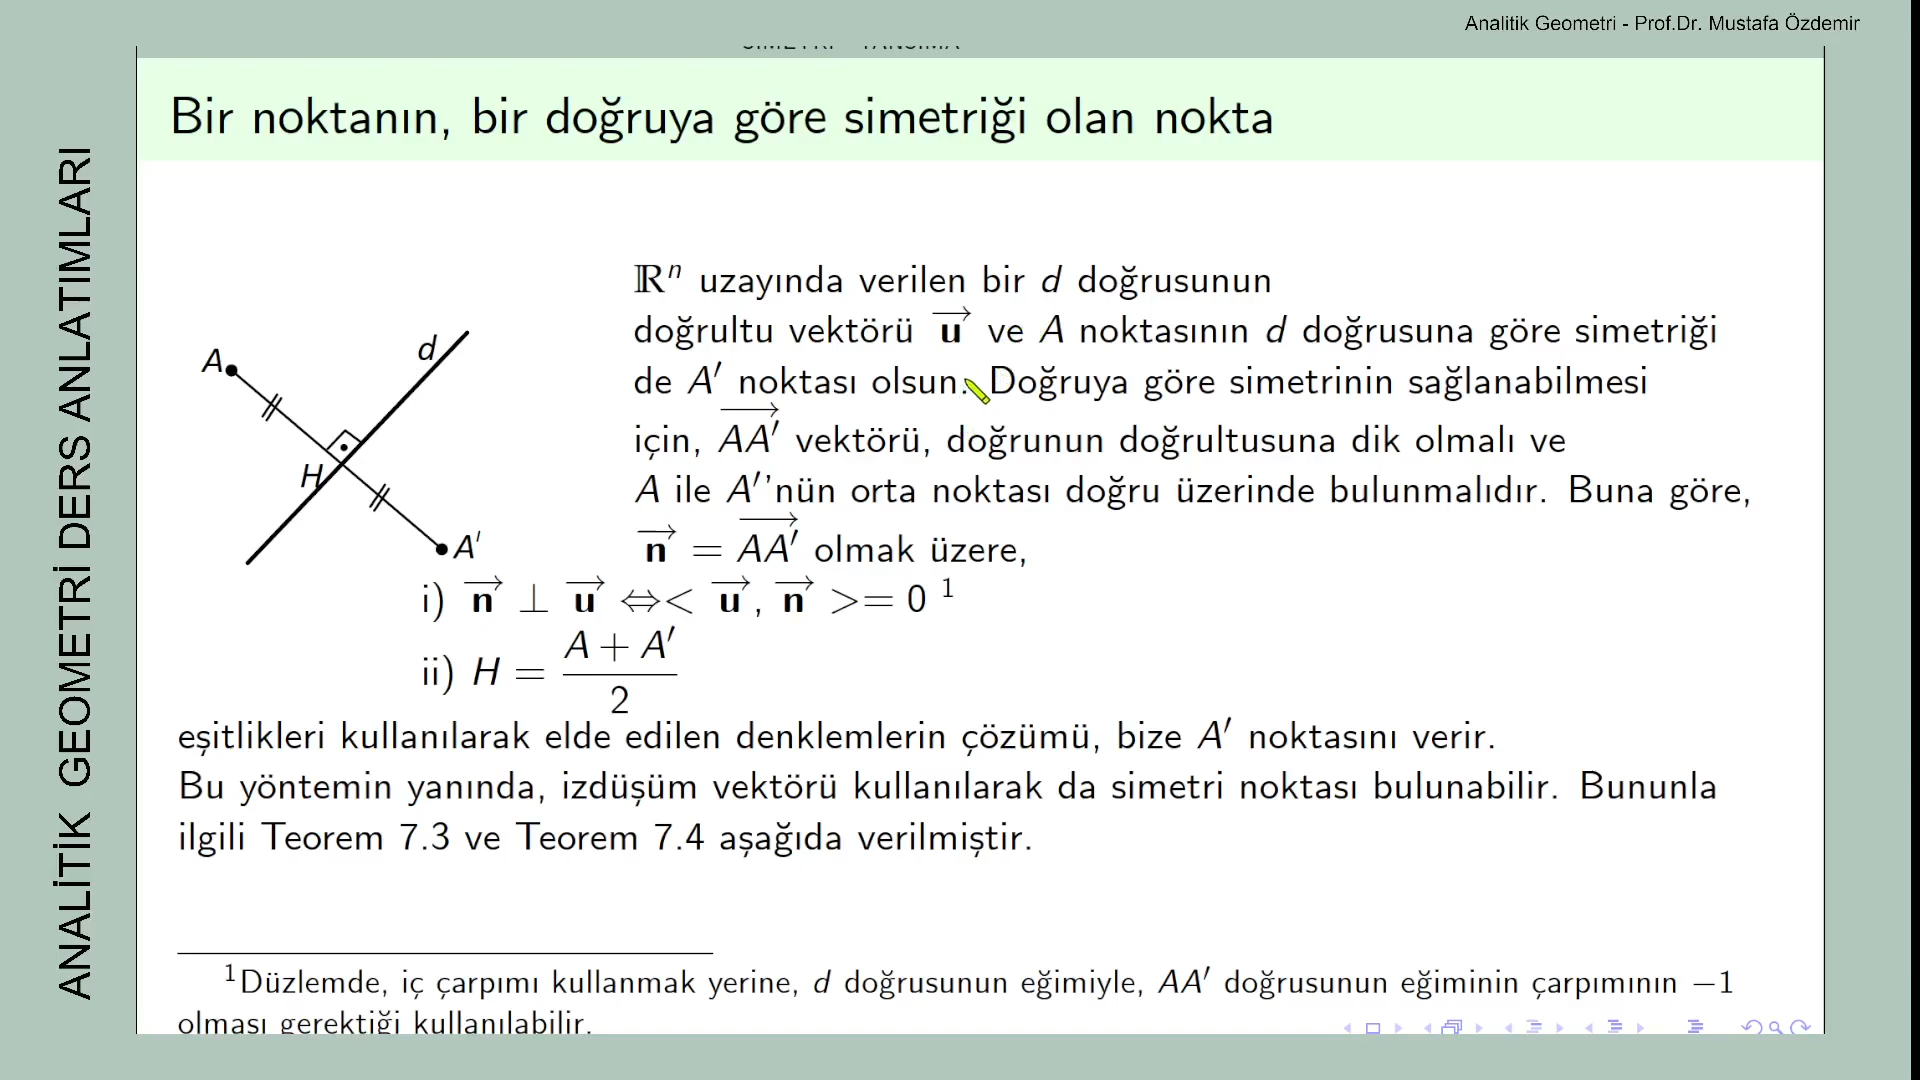 Analitik Geometri - Prof.Dr. Mustafa Özdemir
ANALİTİK GEOMETRİ DERS ANLATIMLARI
Bir noktanın, bir doğruya göre simetriği olan nokta
A
d
H
A′
ℝⁿ uzayında verilen bir d doğrusunun
doğrultu vektörü u⃗ ve A noktasının d doğrusuna göre simetriği
de A′ noktası olsun. Doğruya göre simetrinin sağlanabilmesi
için, AA′⃗ vektörü, doğrunun doğrultusuna dik olmalı ve
A ile A′'nün orta noktası doğru üzerinde bulunmalıdır. Buna göre,
n⃗ = AA′⃗ olmak üzere,
i) n⃗ ⊥ u⃗ ⇔< u⃗, n⃗ >= 0 ¹
ii) H = (A + A′)/2
eşitlikleri kullanılarak elde edilen denklemlerin çözümü, bize A′ noktasını verir.
Bu yöntemin yanında, izdüşüm vektörü kullanılarak da simetri noktası bulunabilir. Bununla
ilgili Teorem 7.3 ve Teorem 7.4 aşağıda verilmiştir.
¹Düzlemde, iç çarpımı kullanmak yerine, d doğrusunun eğimiyle, AA′ doğrusunun eğiminin çarpımının −1
olması gerektiği kullanılabilir.